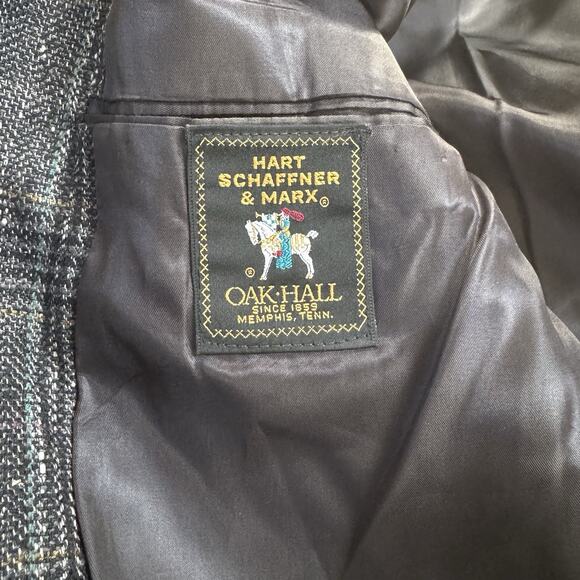 HART
SCHAFFNER
& MARX®
®
OAK·HALL
SINCE 1859
MEMPHIS, TENN.